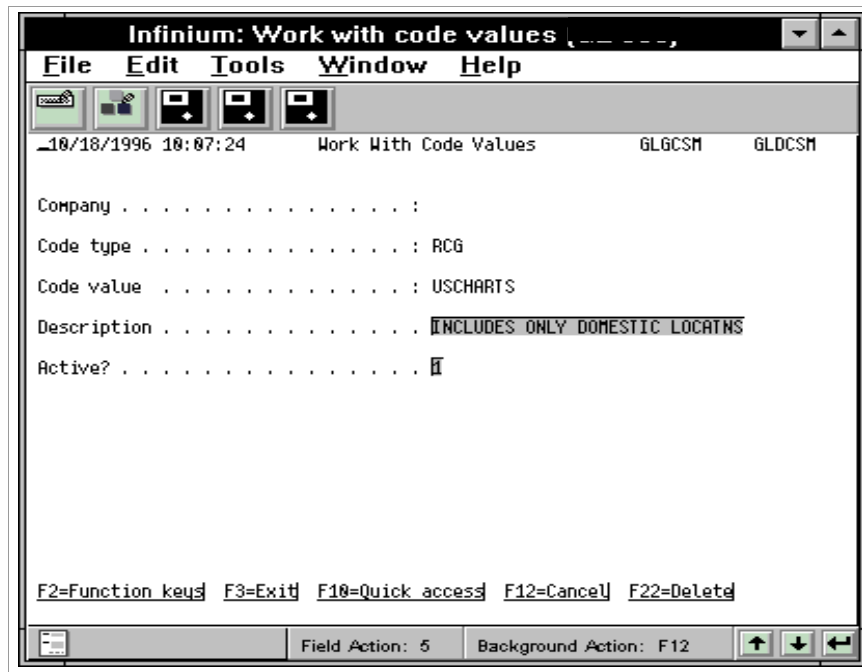 Infinium: Work with code values
File Edit Tools Window Help
10/18/1996 10:07:24 Work With Code Values GLGCSM GLDCSM
Company . . . . . . . . . . . . . . . :
Code type . . . . . . . . . . . . . . : RCG
Code value . . . . . . . . . . . . . : USCHARTS
Description . . . . . . . . . . . . . INCLUDES ONLY DOMESTIC LOCATNS
Active? . . . . . . . . . . . . . . . 1
F2=Function keys F3=Exit F10=Quick access F12=Cancel F22=Delete
Field Action: 5 Background Action: F12